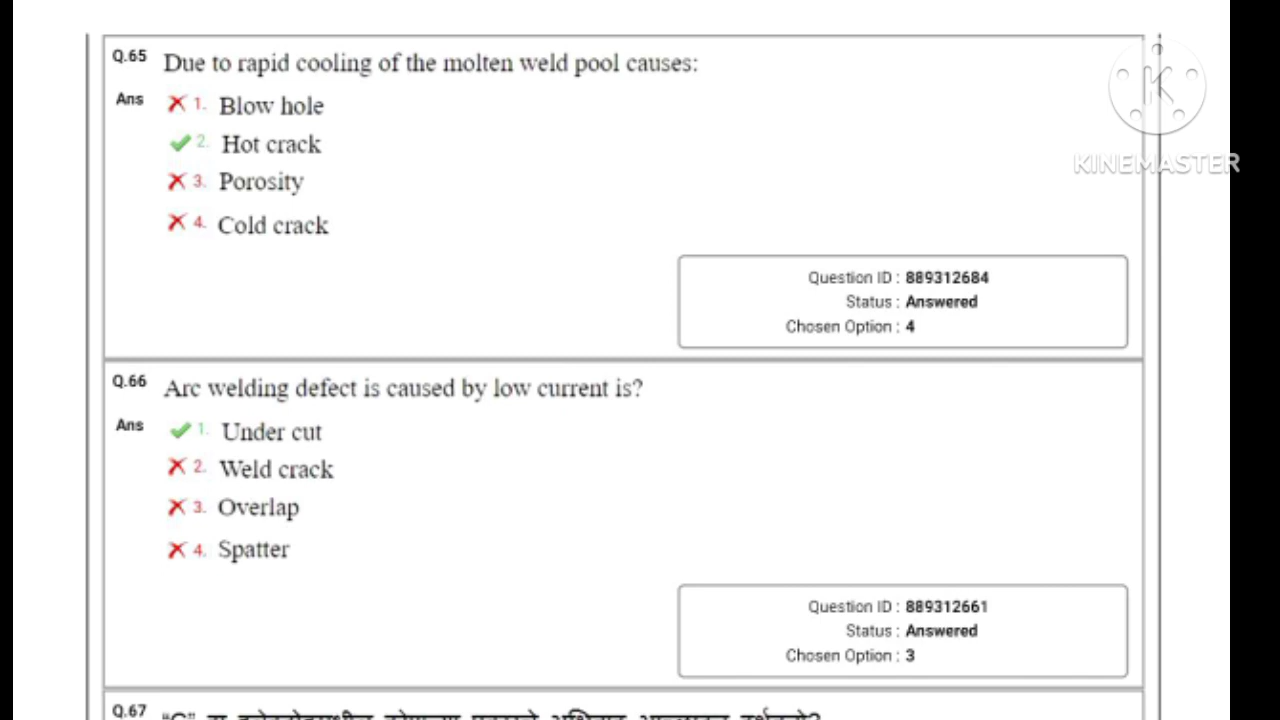 Q.65 Due to rapid cooling of the molten weld pool causes:
Ans 1. Blow hole
2. Hot crack
3. Porosity
4. Cold crack
K
KINEMASTER
Question ID : 889312684
Status : Answered
Chosen Option : 4
Q.66 Arc welding defect is caused by low current is?
Ans 1. Under cut
2. Weld crack
3. Overlap
4. Spatter
Question ID : 889312661
Status : Answered
Chosen Option : 3
Q.67